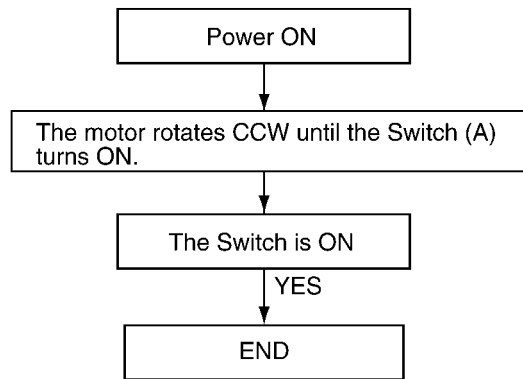 Power ON
The motor rotates CCW until the Switch (A)
turns ON.
The Switch is ON
YES
END